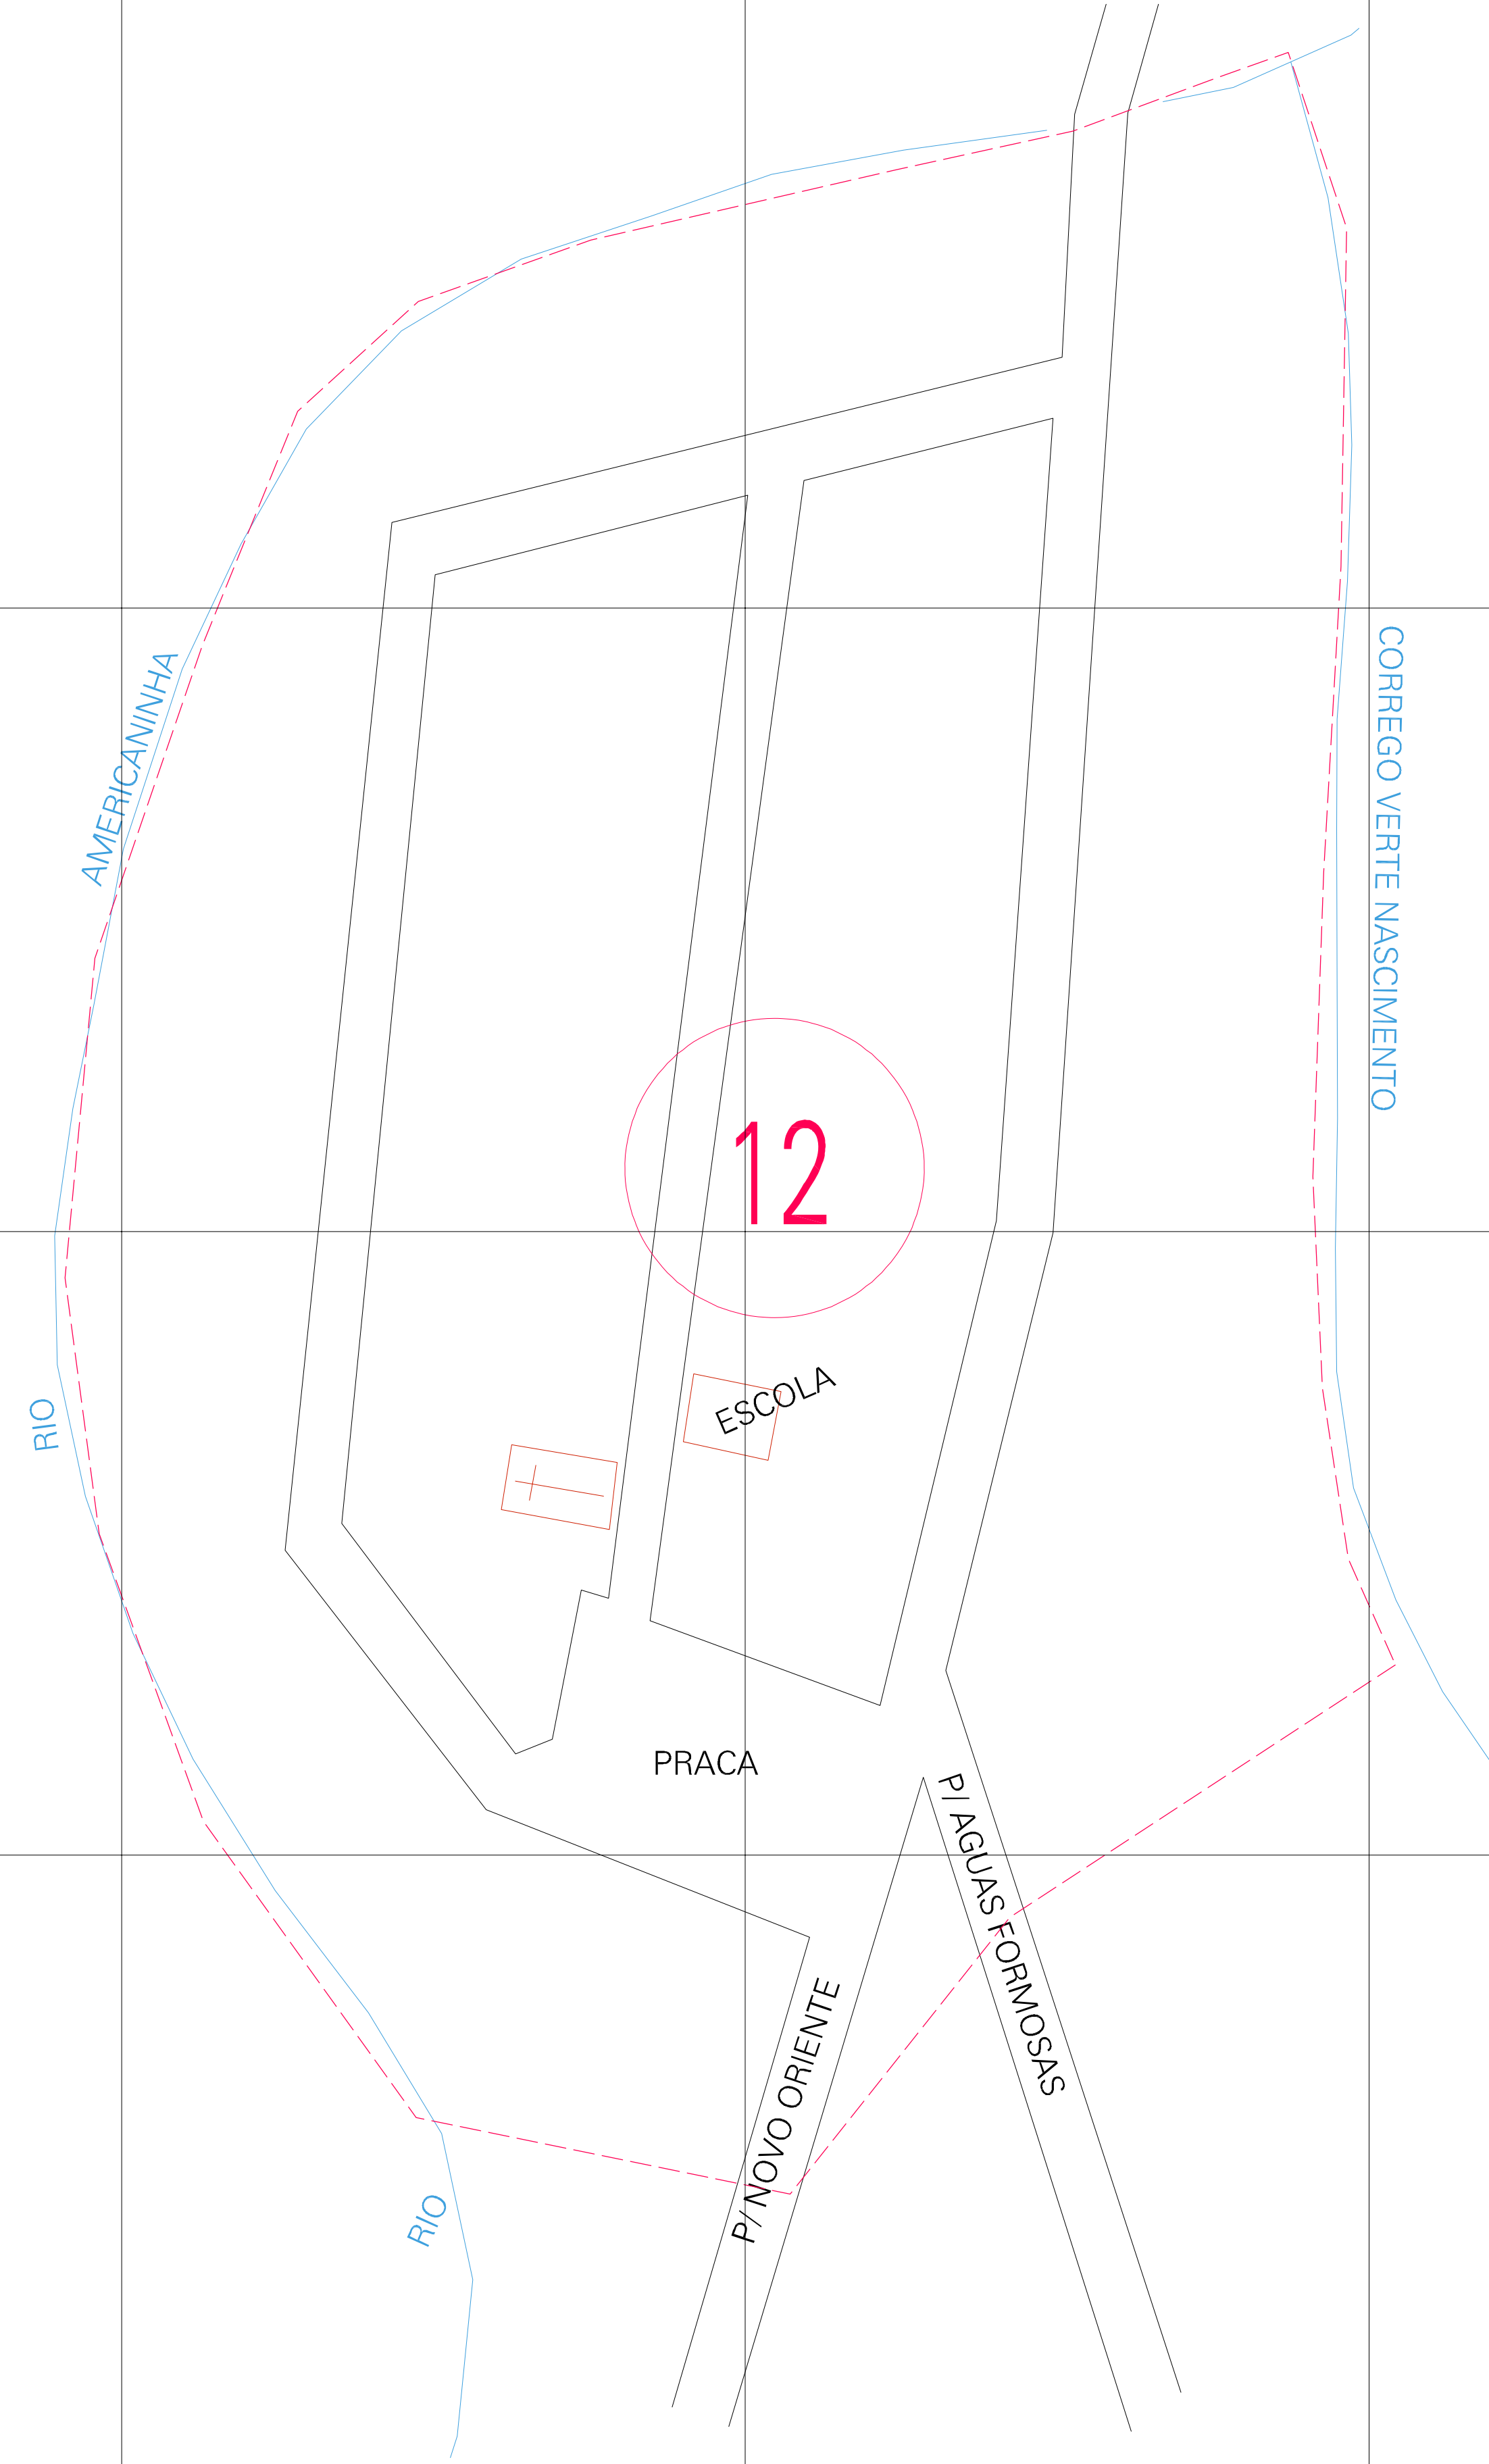 AMERICANINHA
CORREGO VERTE NASCIMENTO
12
ESCOLA
RIO
PRACA
P/ AGUAS FORMOSAS
P/ NOVO ORIENTE
RIO